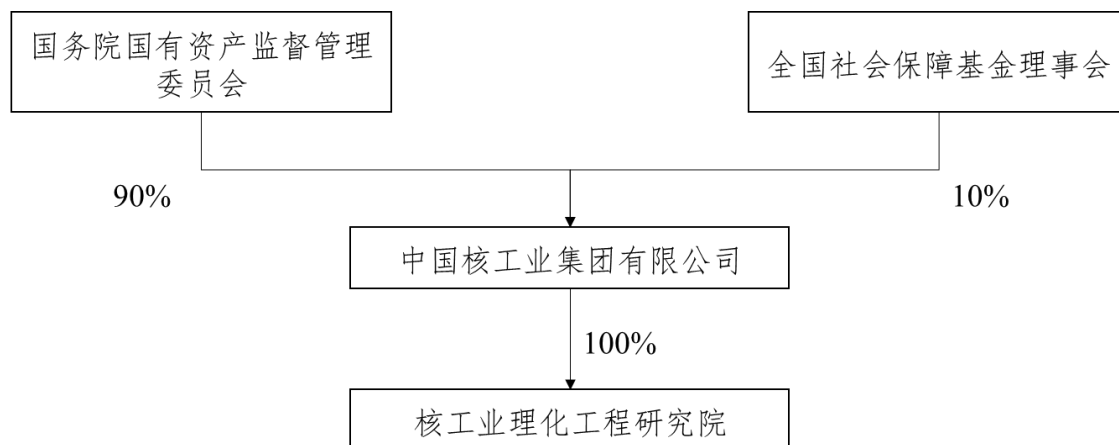 国务院国有资产监督管理
委员会
全国社会保障基金理事会
90%
10%
中国核工业集团有限公司
100%
核工业理化工程研究院